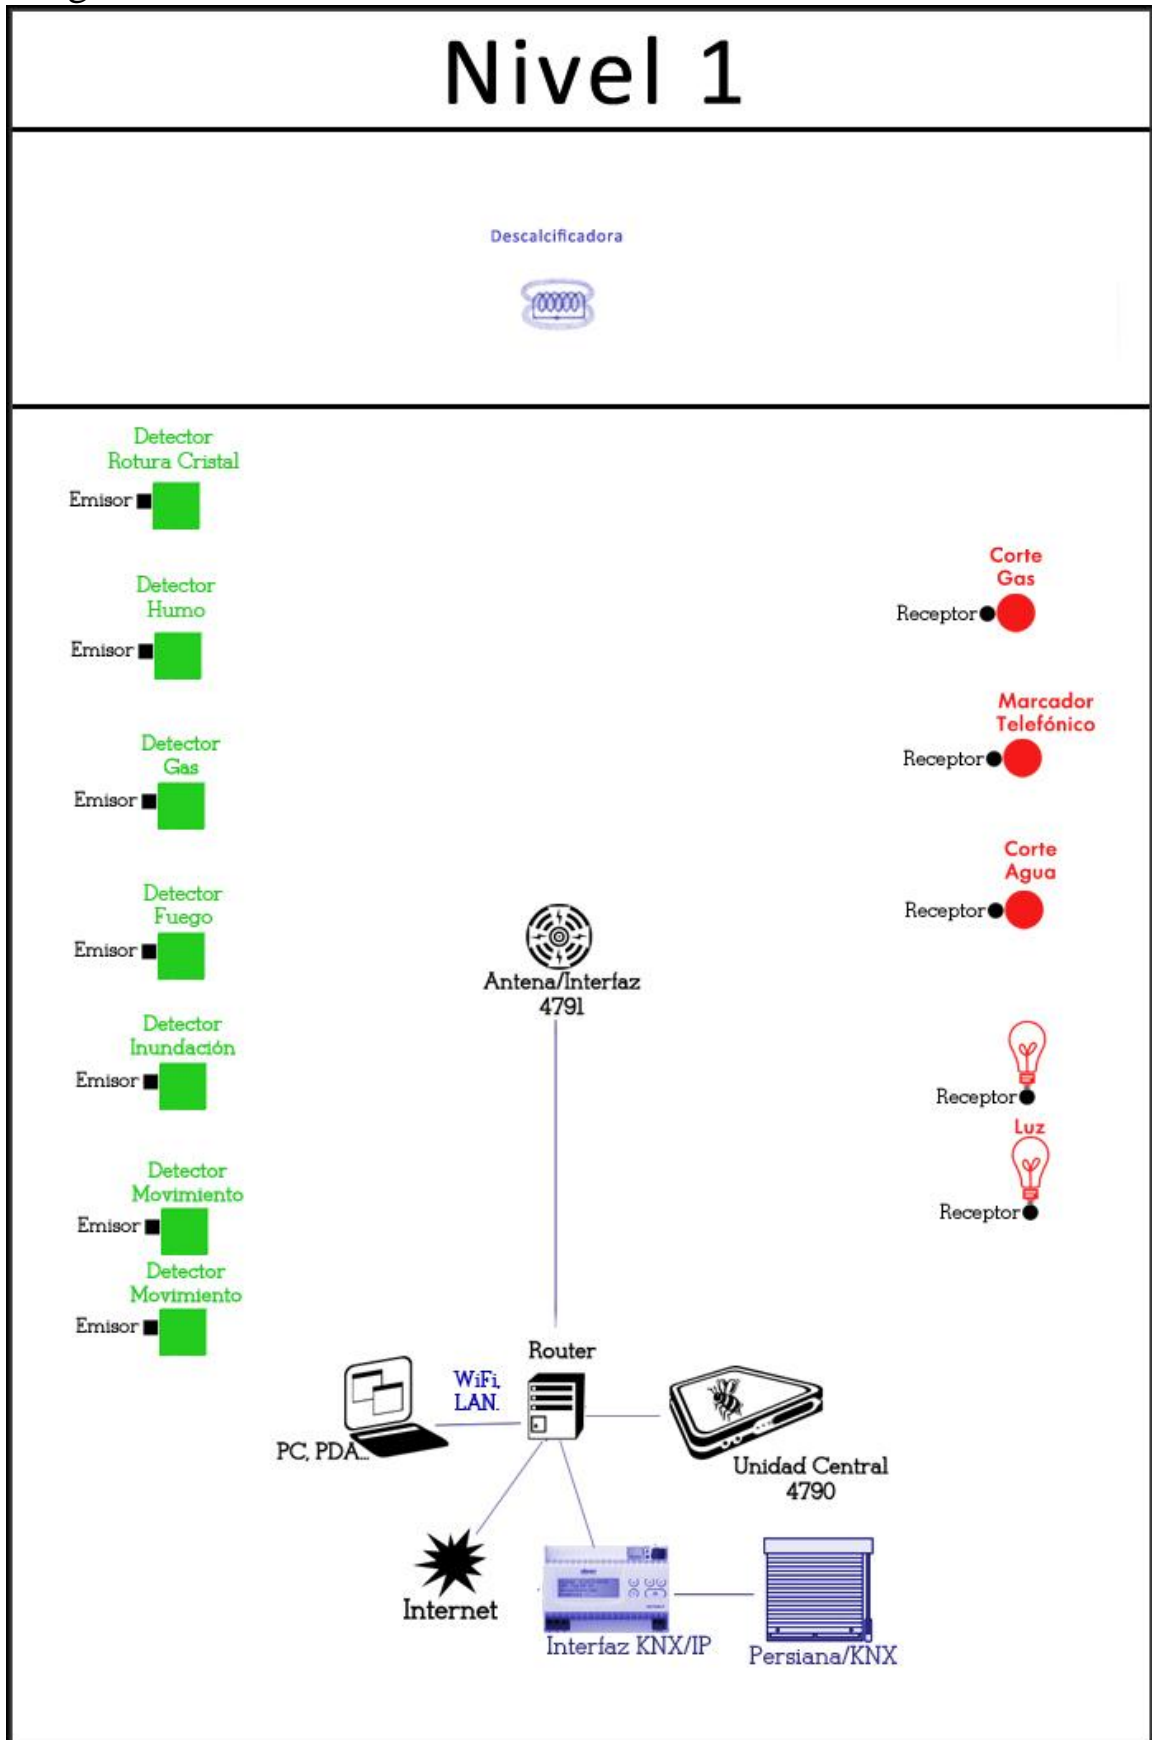 Nivel 1
Descalcificadora
Detector
Rotura Cristal
Emisor
Detector
Humo
Emisor
Detector
Gas
Emisor
Detector
Fuego
Emisor
Detector
Inundación
Emisor
Detector
Movimiento
Emisor
Detector
Movimiento
Emisor
Corte
Gas
Receptor
Marcador
Telefónico
Receptor
Corte
Agua
Receptor
Receptor
Luz
Receptor
Antena/Interfaz
4791
Router
WiFi,
LAN.
PC, PDA...
Unidad Central
4790
Internet
Interfaz KNX/IP
Persiana/KNX